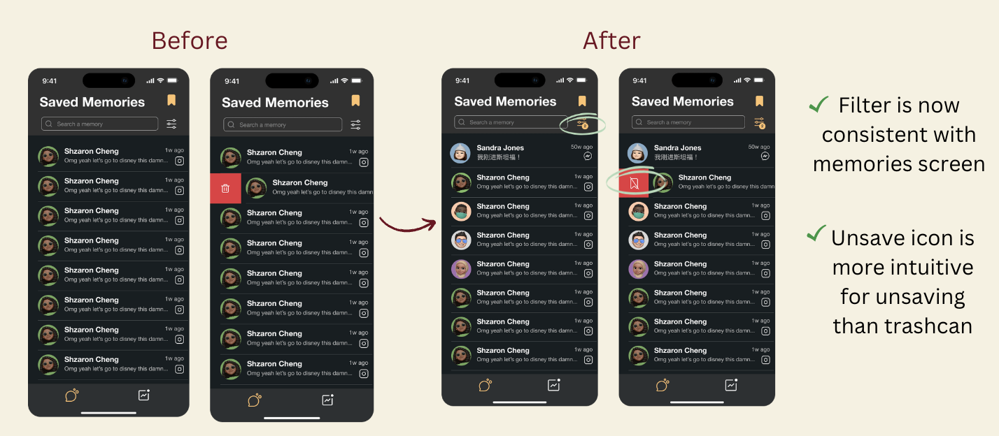 Before
After
9:41
Saved Memories
Search a memory
Shzaron Cheng
1w ago
Omg yeah let's go to disney this damn...
Shzaron Cheng
1w ago
Omg yeah let's go to disney this damn...
Shzaron Cheng
1w ago
Omg yeah let's go to disney this damn...
Shzaron Cheng
1w ago
Omg yeah let's go to disney this damn...
Shzaron Cheng
1w ago
Omg yeah let's go to disney this damn...
Shzaron Cheng
1w ago
Omg yeah let's go to disney this damn...
Shzaron Cheng
1w ago
Omg yeah let's go to disney this damn...
Shzaron Cheng
1w ago
Omg yeah let's go to disney this damn...
9:41
Saved Memories
Search a memory
Shzaron Cheng
1w ago
Omg yeah let's go to disney this damn...
Shzaron Cheng
Omg yeah let's go to disney this damn
Shzaron Cheng
1w ago
Omg yeah let's go to disney this damn...
Shzaron Cheng
1w ago
Omg yeah let's go to disney this damn...
Shzaron Cheng
1w ago
Omg yeah let's go to disney this damn...
Shzaron Cheng
1w ago
Omg yeah let's go to disney this damn...
Shzaron Cheng
1w ago
Omg yeah let's go to disney this damn...
Shzaron Cheng
1w ago
Omg yeah let's go to disney this damn...
9:41
Saved Memories
Search a memory
2
Sandra Jones
50w ago
我刚进斯坦福！
Shzaron Cheng
1w ago
Omg yeah let's go to disney this damn...
Shzaron Cheng
1w ago
Omg yeah let's go to disney this damn...
Shzaron Cheng
1w ago
Omg yeah let's go to disney this damn...
Shzaron Cheng
1w ago
Omg yeah let's go to disney this damn...
Shzaron Cheng
1w ago
Omg yeah let's go to disney this damn...
Shzaron Cheng
1w ago
Omg yeah let's go to disney this damn...
Shzaron Cheng
1w ago
Omg yeah let's go to disney this damn...
9:41
Saved Memories
Search a memory
2
Sandra Jones
50w ago
我刚进斯坦福！
Shzaron Cheng
Omg yeah let's go to disney this damn
Shzaron Cheng
1w ago
Omg yeah let's go to disney this damn...
Shzaron Cheng
1w ago
Omg yeah let's go to disney this damn...
Shzaron Cheng
1w ago
Omg yeah let's go to disney this damn...
Shzaron Cheng
1w ago
Omg yeah let's go to disney this damn...
Shzaron Cheng
1w ago
Omg yeah let's go to disney this damn...
Shzaron Cheng
1w ago
Omg yeah let's go to disney this damn...
Filter is now
consistent with
memories screen
Unsave icon is
more intuitive
for unsaving
than trashcan